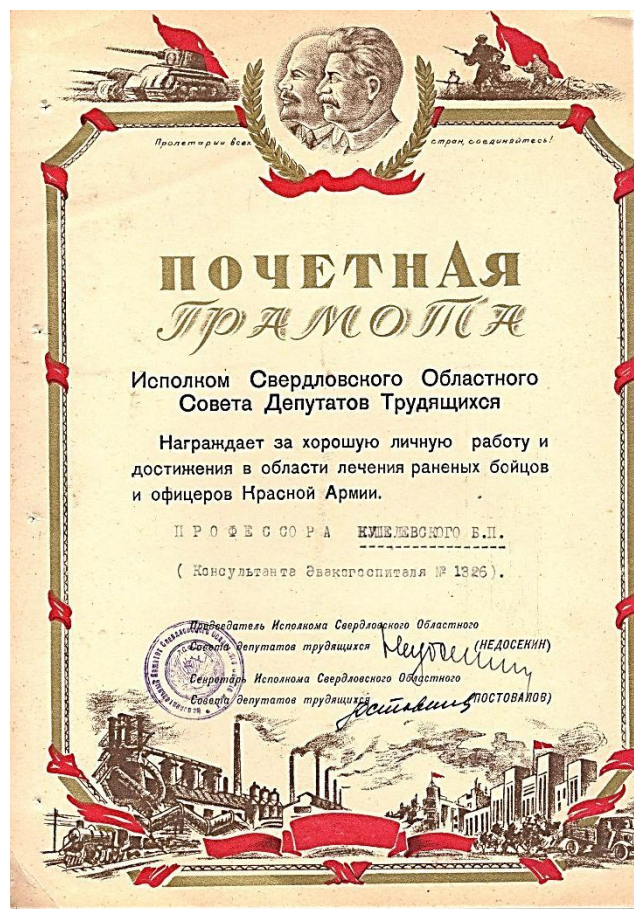 Пролетарии всех стран, соединяйтесь!
ПОЧЕТНАЯ
ГРАМОТА
Исполком Свердловского Областного
Совета Депутатов Трудящихся
Награждает за хорошую личную работу и
достижения в области лечения раненых бойцов
и офицеров Красной Армии.
ПРОФЕССОРА КУШЕЛЕВСКОГО Б.П.
( Консультанта Эвакогоспиталя № 1326).
Председатель Исполкома Свердловского Областного
Совета депутатов трудящихся (НЕДОСЕКИН)
Секретарь Исполкома Свердловского Областного
Совета депутатов трудящихся (ПОСТОВАЛОВ)